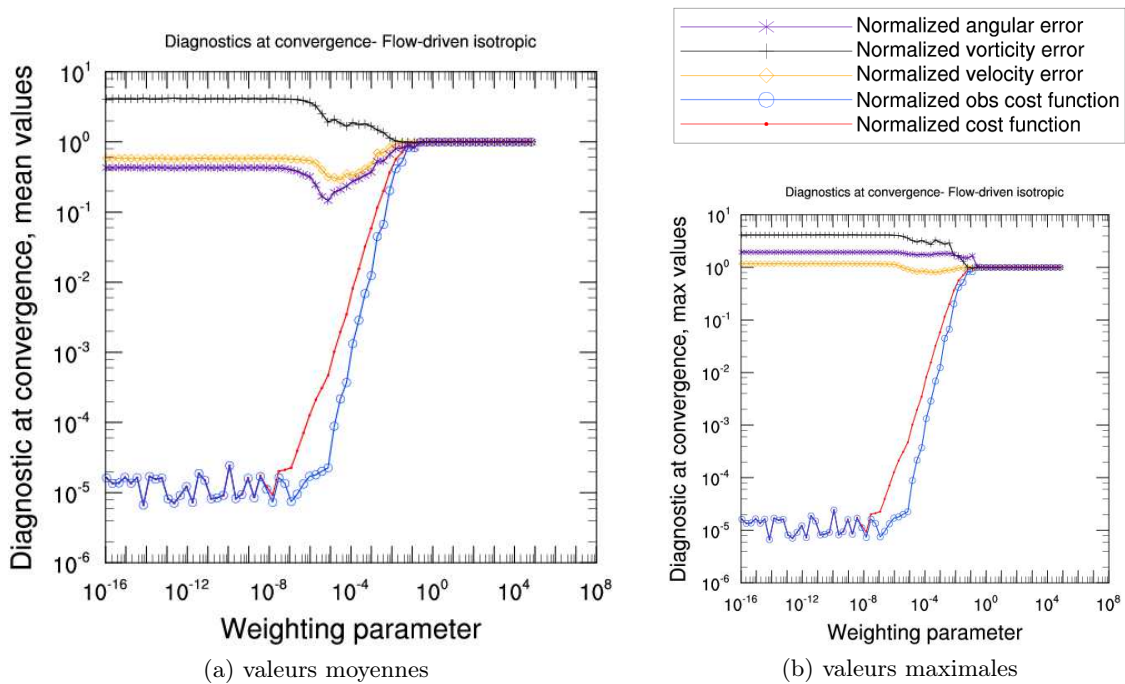 Normalized angular error
Normalized vorticity error
Normalized velocity error
Normalized obs cost function
Normalized cost function
Diagnostics at convergence- Flow-driven isotropic
Diagnostic at convergence, mean values
10^1
10^0
10^-1
10^-2
10^-3
10^-4
10^-5
10^-6
10^-16 10^-12 10^-8 10^-4 10^0 10^4 10^8
Weighting parameter
(a) valeurs moyennes
Diagnostics at convergence- Flow-driven isotropic
Diagnostic at convergence, max values
10^1
10^0
10^-1
10^-2
10^-3
10^-4
10^-5
10^-6
10^-16 10^-12 10^-8 10^-4 10^0 10^4 10^8
Weighting parameter
(b) valeurs maximales